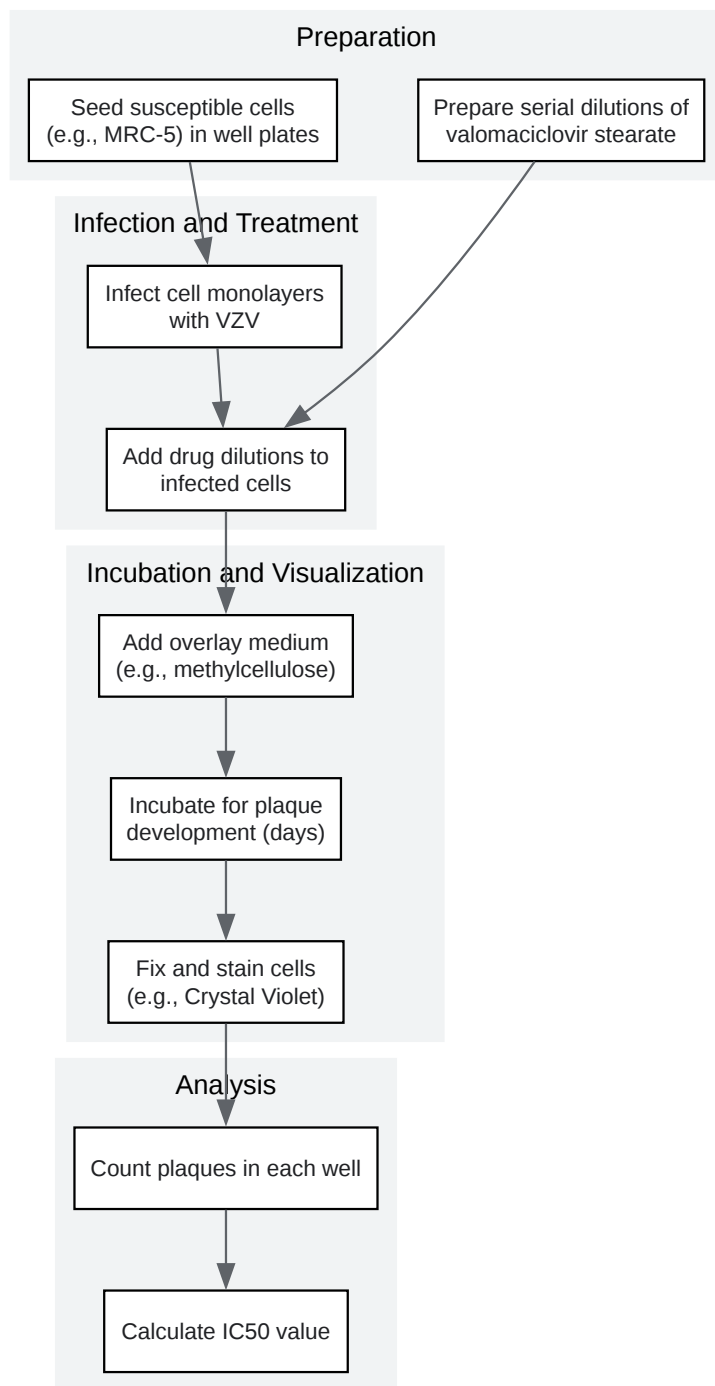 Preparation
Seed susceptible cells
(e.g., MRC-5) in well plates
Prepare serial dilutions of
valomaciclovir stearate
Infection and Treatment
Infect cell monolayers
with VZV
Add drug dilutions to
infected cells
Incubation and Visualization
Add overlay medium
(e.g., methylcellulose)
Incubate for plaque
development (days)
Fix and stain cells
(e.g., Crystal Violet)
Analysis
Count plaques in each well
Calculate IC50 value